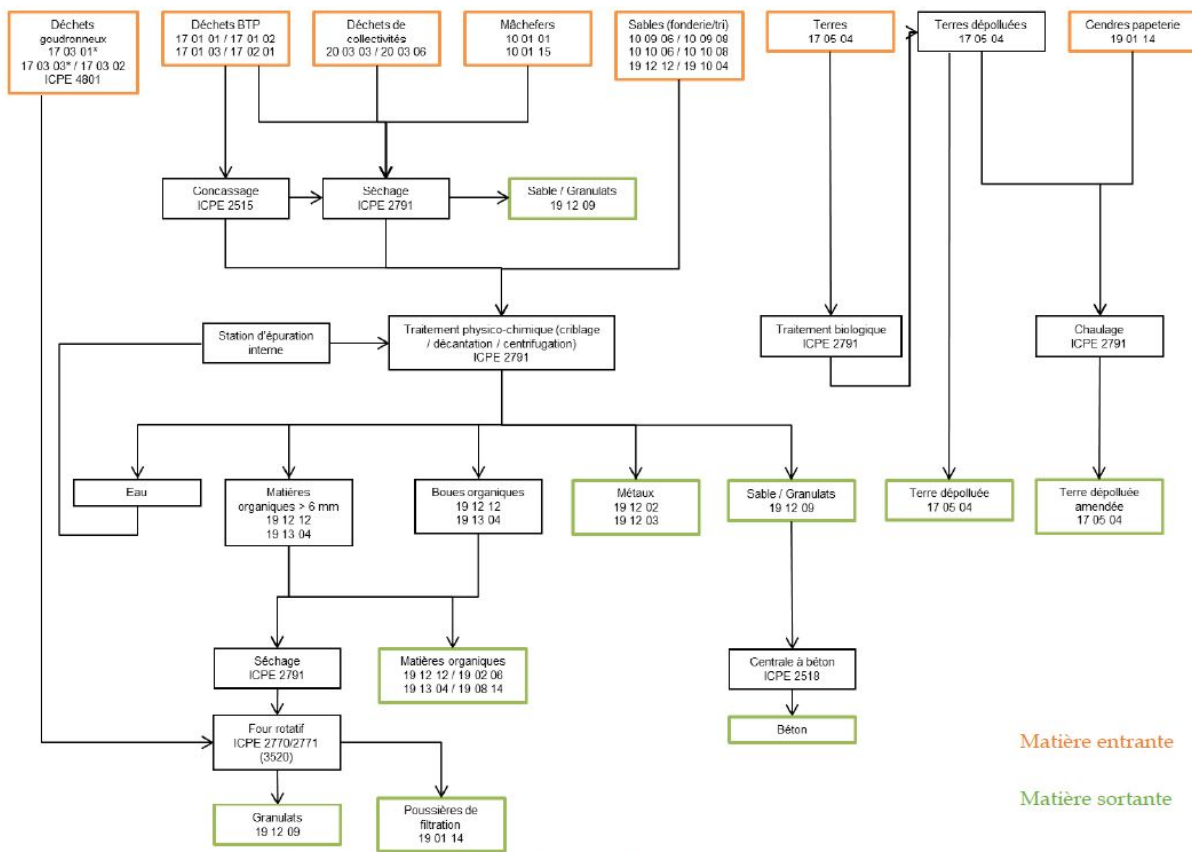 Déchets
goudronneux
17 03 01*
17 03 03* / 17 03 02
ICPE 4801
Déchets BTP
17 01 01 / 17 01 02
17 01 03 / 17 02 01
Déchets de
collectivités
20 03 03 / 20 03 06
Mâchefers
10 01 01
10 01 15
Sables (fonderie/tri)
10 09 06 / 10 09 08
10 10 06 / 10 10 08
19 12 12 / 19 10 04
Terres
17 05 04
Terres dépolluées
17 05 04
Cendres papeterie
19 01 14
Concassage
ICPE 2515
Séchage
ICPE 2791
Sable / Granulats
19 12 09
Station d'épuration
interne
Traitement physico-chimique (criblage
/ décantation / centrifugation)
ICPE 2791
Traitement biologique
ICPE 2791
Chaulage
ICPE 2791
Eau
Matières
organiques > 6 mm
19 12 12
19 13 04
Boues organiques
19 12 12
19 13 04
Métaux
19 12 02
19 12 03
Sable / Granulats
19 12 09
Terre dépolluée
17 05 04
Terre dépolluée
amendée
17 05 04
Séchage
ICPE 2791
Matières organiques
19 12 12 / 19 02 06
19 13 04 / 19 08 14
Centrale à béton
ICPE 2518
Four rotatif
ICPE 2770/2771
(3520)
Béton
Granulats
19 12 09
Poussières de
filtration
19 01 14
Matière entrante
Matière sortante